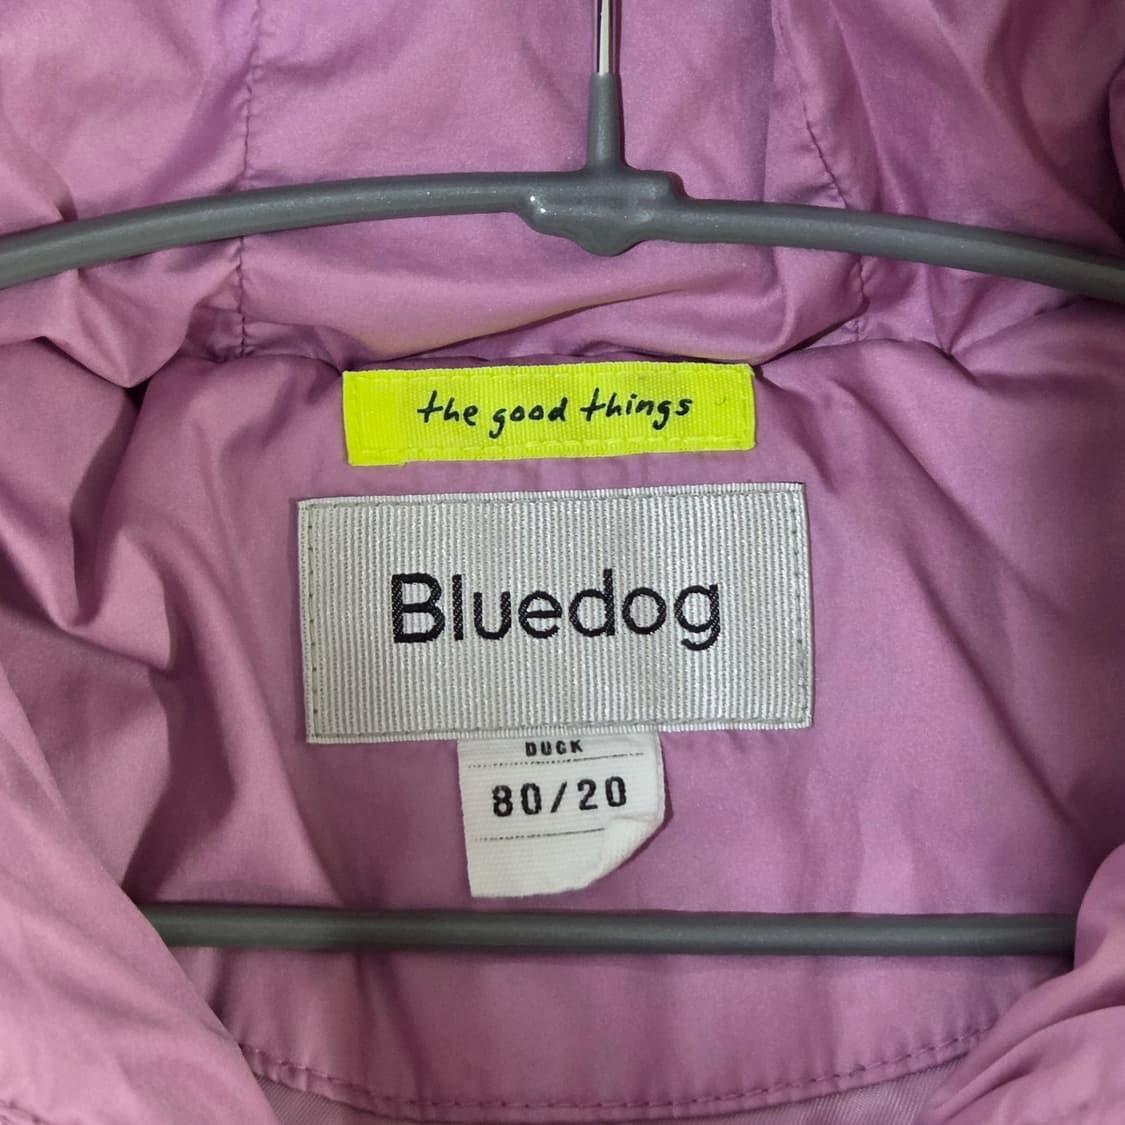 the good things
Bluedog
DUCK
80/20